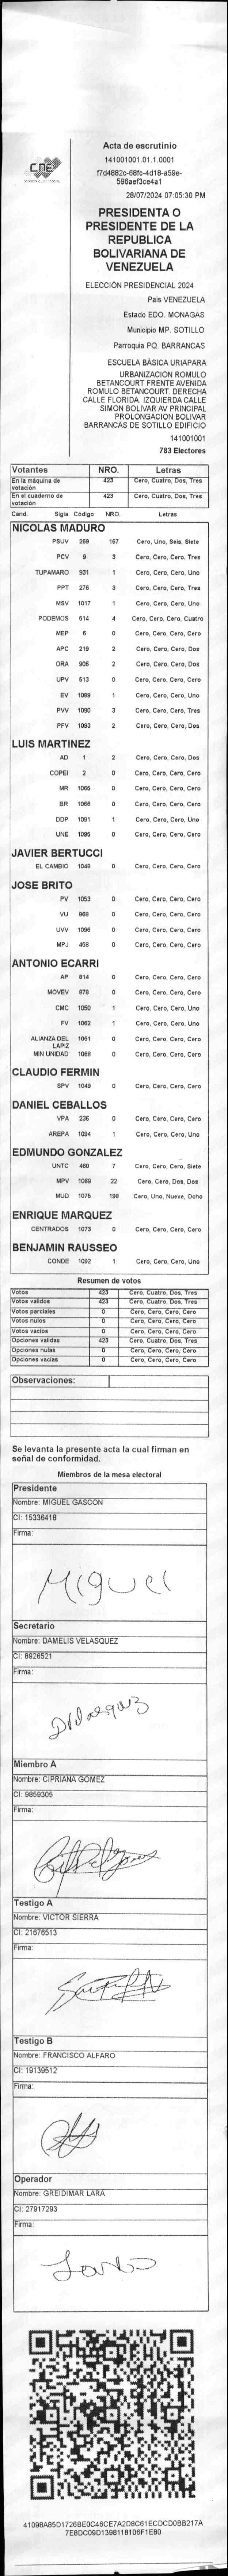 cne
Acta de escrutinio
141001001.01.1.0001
f7d4882c-68fc-4d18-a59e-
596aef3ce4a1
28/07/2024 07:05:30 PM
PRESIDENTA O
PRESIDENTE DE LA
REPUBLICA
BOLIVARIANA DE
VENEZUELA
ELECCIÓN PRESIDENCIAL 2024
Pais VENEZUELA
Estado EDO. MONAGAS
Municipio MP. SOTILLO
Parroquia PQ. BARRANCAS
ESCUELA BÁSICA URIAPARA
URBANIZACIÓN ROMULO
BETANCOURT FRENTE AVENIDA
ROMULO BETANCOURT. DERECHA
CALLE FLORIDA. IZQUIERDA CALLE
SIMON BOLIVAR AV PRINCIPAL
PROLONGACION BOLIVAR
BARRANCAS DE SOTILLO EDIFICIO
141001001
783 Electores
Votantes NRO. Letras
En la máquina de votación 423 Cero, Cuatro, Dos, Tres
En el cuaderno de votación 423 Cero, Cuatro, Dos, Tres
Cand. Sigla Código NRO. Letras
NICOLAS MADURO
PSUV 269 167 Cero, Uno, Seis, Siete
PCV 9 3 Cero, Cero, Cero, Tres
TUPAMARO 931 1 Cero, Cero, Cero, Uno
PPT 276 3 Cero, Cero, Cero, Tres
MSV 1017 1 Cero, Cero, Cero, Uno
PODEMOS 514 4 Cero, Cero, Cero, Cuatro
MEP 6 0 Cero, Cero, Cero, Cero
APC 219 2 Cero, Cero, Cero, Dos
ORA 906 2 Cero, Cero, Cero, Dos
UPV 513 0 Cero, Cero, Cero, Cero
EV 1089 1 Cero, Cero, Cero, Uno
PVV 1090 3 Cero, Cero, Cero, Tres
PFV 1093 2 Cero, Cero, Cero, Dos
LUIS MARTINEZ
AD 1 2 Cero, Cero, Cero, Dos
COPEI 2 0 Cero, Cero, Cero, Cero
MR 1065 0 Cero, Cero, Cero, Cero
BR 1066 0 Cero, Cero, Cero, Cero
DDP 1091 1 Cero, Cero, Cero, Uno
UNE 1095 0 Cero, Cero, Cero, Cero
JAVIER BERTUCCI
EL CAMBIO 1048 0 Cero, Cero, Cero, Cero
JOSE BRITO
PV 1053 0 Cero, Cero, Cero, Cero
VU 868 0 Cero, Cero, Cero, Cero
UVV 1096 0 Cero, Cero, Cero, Cero
MPJ 458 0 Cero, Cero, Cero, Cero
ANTONIO ECARRI
AP 814 0 Cero, Cero, Cero, Cero
MOVEV 879 0 Cero, Cero, Cero, Cero
CMC 1050 1 Cero, Cero, Cero, Uno
FV 1062 1 Cero, Cero, Cero, Uno
ALIANZA DEL LAPIZ 1051 0 Cero, Cero, Cero, Cero
MIN UNIDAD 1068 0 Cero, Cero, Cero, Cero
CLAUDIO FERMIN
SPV 1049 0 Cero, Cero, Cero, Cero
DANIEL CEBALLOS
VPA 236 0 Cero, Cero, Cero, Cero
AREPA 1094 1 Cero, Cero, Cero, Uno
EDMUNDO GONZALEZ
UNTC 460 7 Cero, Cero, Cero, Siete
MPV 1069 22 Cero, Cero, Dos, Dos
MUD 1075 198 Cero, Uno, Nueve, Ocho
ENRIQUE MARQUEZ
CENTRADOS 1073 0 Cero, Cero, Cero, Cero
BENJAMIN RAUSSEO
CONDE 1092 1 Cero, Cero, Cero, Uno
Resumen de votos
Votos 423 Cero, Cuatro, Dos, Tres
Votos validos 423 Cero, Cuatro, Dos, Tres
Votos parciales 0 Cero, Cero, Cero, Cero
Votos nulos 0 Cero, Cero, Cero, Cero
Votos vacios 0 Cero, Cero, Cero, Cero
Opciones válidas 423 Cero, Cuatro, Dos, Tres
Opciones nulas 0 Cero, Cero, Cero, Cero
Opciones vacías 0 Cero, Cero, Cero, Cero
Observaciones:
Se levanta la presente acta la cual firman en
señal de conformidad.
Miembros de la mesa electoral
Presidente
Nombre: MIGUEL GASCON
CI: 15336418
Firma:
Miguel
Secretario
Nombre: DAMELIS VELASQUEZ
CI: 8926521
Firma:
DVelasquez
Miembro A
Nombre: CIPRIANA GOMEZ
CI: 9859305
Firma:
Testigo A
Nombre: VICTOR SIERRA
CI: 21676513
Firma:
Testigo B
Nombre: FRANCISCO ALFARO
CI: 19139512
Firma:
Operador
Nombre: GREIDIMAR LARA
CI: 27917293
Firma:
41098A85D1726BE0C46CE7A2D8C61ECDCD0BB217A
7E8DC09D1398118106F1E80